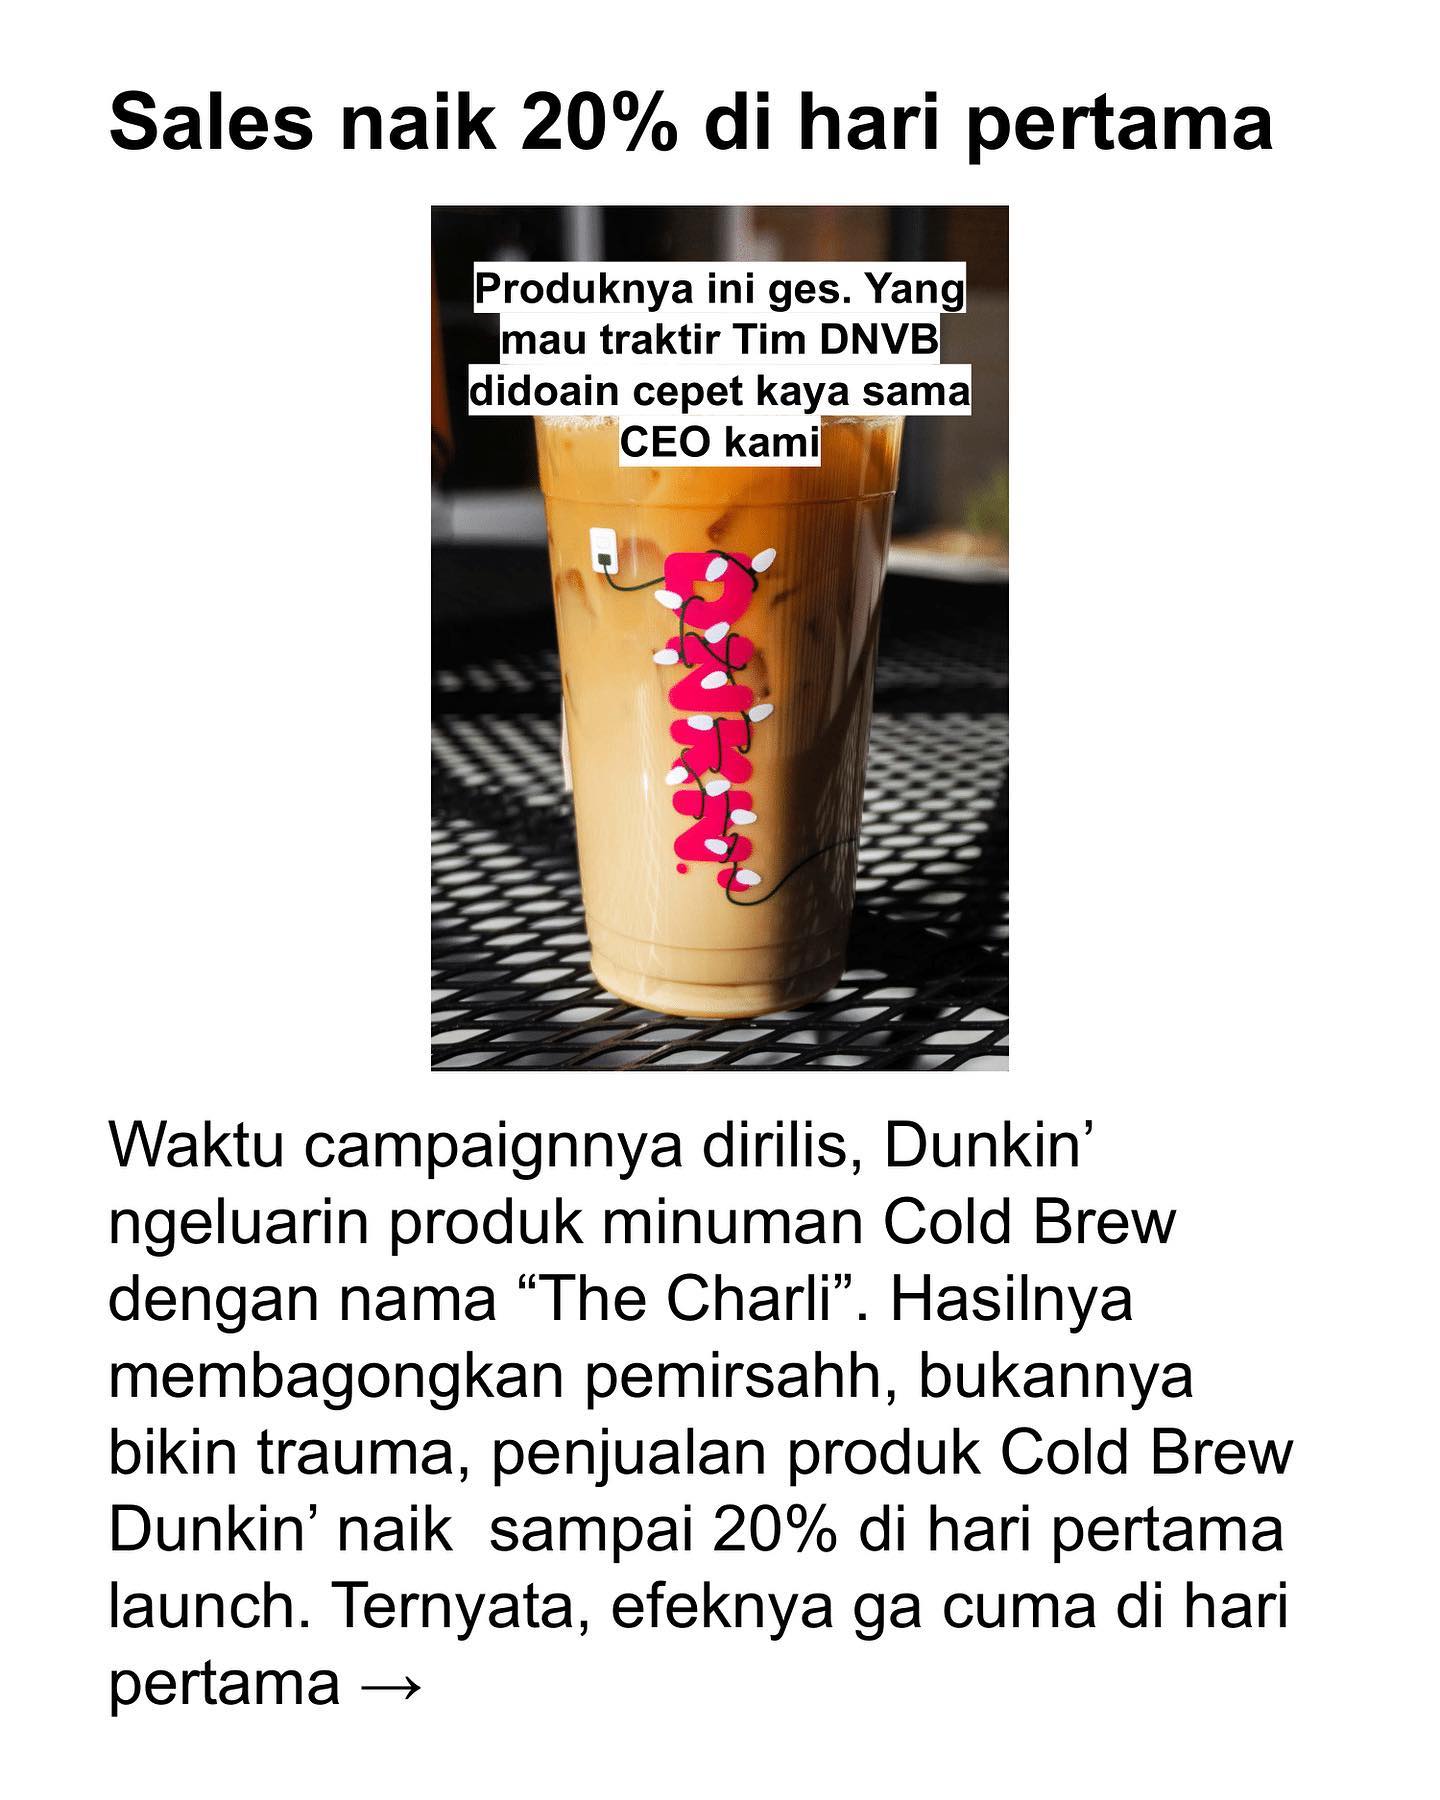 Sales naik 20% di hari pertama
Produknya ini ges. Yang
mau traktir Tim DNVB
didoain cepet kaya sama
CEO kami
DUNKIN'
Waktu campaignnya dirilis, Dunkin’
ngeluarin produk minuman Cold Brew
dengan nama “The Charli”. Hasilnya
membagongkan pemirsahh, bukannya
bikin trauma, penjualan produk Cold Brew
Dunkin’ naik  sampai 20% di hari pertama
launch. Ternyata, efeknya ga cuma di hari
pertama →